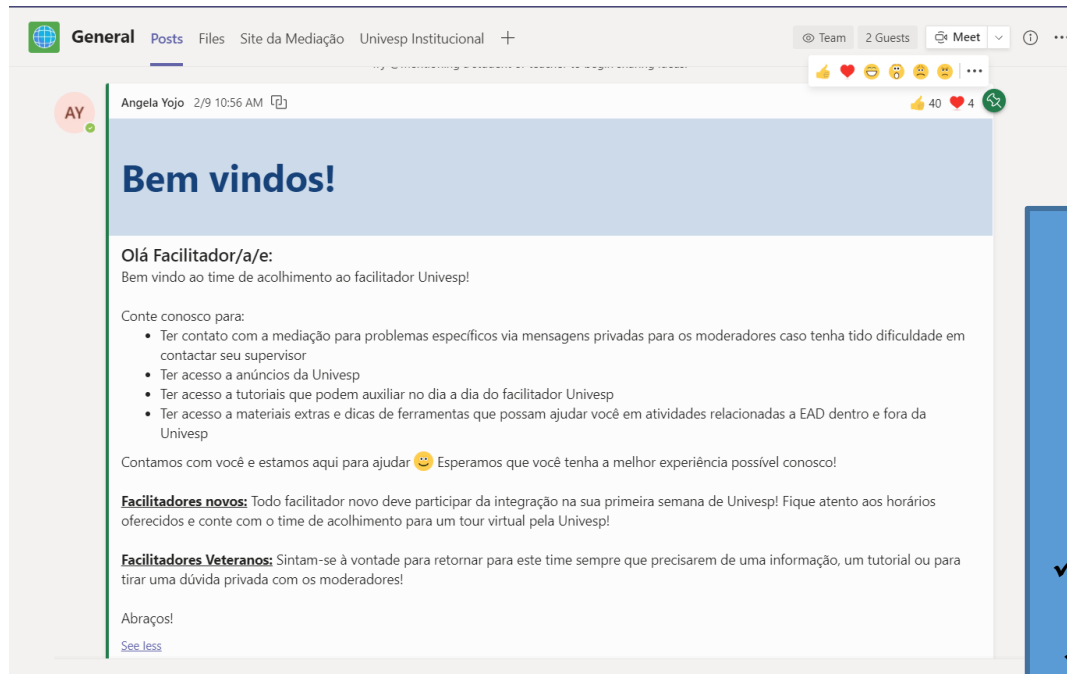 General Posts Files Site da Mediação Univesp Institucional
Team 2 Guests Meet
Angela Yojo 2/9 10:56 AM
40 4
AY
Bem vindos!
Olá Facilitador/a/e:
Bem vindo ao time de acolhimento ao facilitador Univesp!
Conte conosco para:
• Ter contato com a mediação para problemas específicos via mensagens privadas para os moderadores caso tenha tido dificuldade em
contactar seu supervisor
• Ter acesso a anúncios da Univesp
• Ter acesso a tutoriais que podem auxiliar no dia a dia do facilitador Univesp
• Ter acesso a materiais extras e dicas de ferramentas que possam ajudar você em atividades relacionadas a EAD dentro e fora da
Univesp
Contamos com você e estamos aqui para ajudar 🙂 Esperamos que você tenha a melhor experiência possível conosco!
Facilitadores novos: Todo facilitador novo deve participar da integração na sua primeira semana de Univesp! Fique atento aos horários
oferecidos e conte com o time de acolhimento para um tour virtual pela Univesp!
Facilitadores Veteranos: Sintam-se à vontade para retornar para este time sempre que precisarem de uma informação, um tutorial ou para
tirar uma dúvida privada com os moderadores!
Abraços!
See less